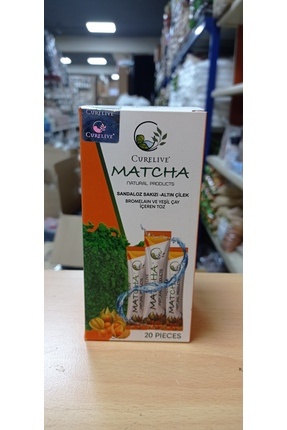 CURELIVE
CURELIVE®
MATCHA
NATURAL PRODUCTS
SANDALOZ SAKIZI -ALTIN ÇİLEK
BROMELAIN VE YEŞİL ÇAY
İÇEREN TOZ
MATCHA
MATCHA
MATCHA
20 PIECES